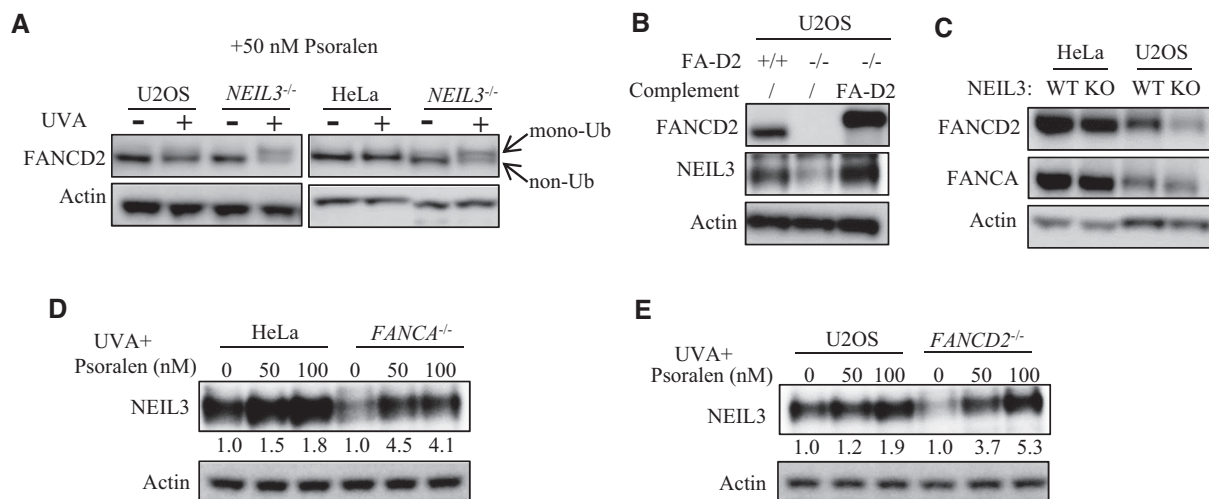 A
+50 nM Psoralen
U2OS NEIL3-/- HeLa NEIL3-/-
UVA - + - + - + - +
FANCD2
mono-Ub
non-Ub
Actin
B
U2OS
FA-D2 +/+ -/- -/-
Complement / / FA-D2
FANCD2
NEIL3
Actin
C
HeLa U2OS
NEIL3: WT KO WT KO
FANCD2
FANCA
Actin
D
HeLa FANCA-/-
UVA+
Psoralen (nM) 0 50 100 0 50 100
NEIL3
1.0 1.5 1.8 1.0 4.5 4.1
Actin
E
U2OS FANCD2-/-
UVA+
Psoralen (nM) 0 50 100 0 50 100
NEIL3
1.0 1.2 1.9 1.0 3.7 5.3
Actin